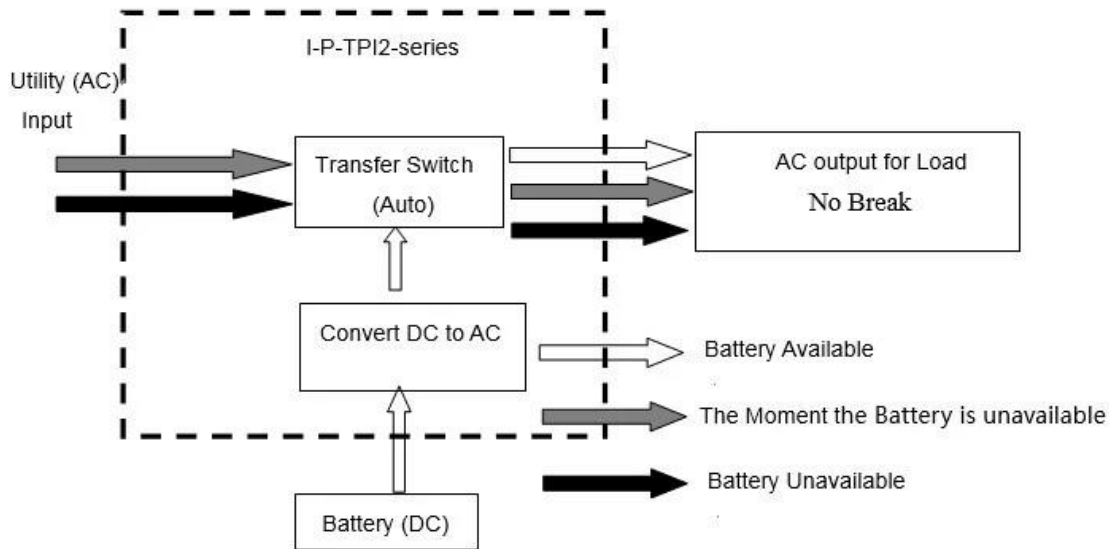 I-P-TPI2-series
Utility (AC)
Input
Transfer Switch
(Auto)
AC output for Load
No Break
Convert DC to AC
Battery Available
The Moment the Battery is unavailable
Battery Unavailable
Battery (DC)